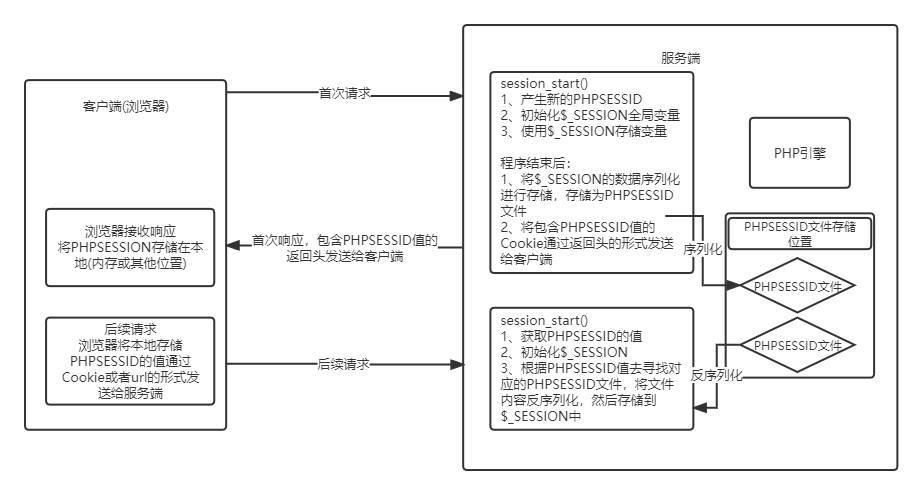 服务端
客户端(浏览器)
首次请求
session_start()
1、产生新的PHPSESSID
2、初始化$_SESSION全局变量
3、使用$_SESSION存储变量
程序结束后：
1、将$_SESSION的数据序列化
进行存储，存储为PHPSESSID
文件
2、将包含PHPSESSID值的
Cookie通过返回头的形式发送
给客户端
PHP引擎
浏览器接收响应
将PHPSESSION存储在本
地(内存或其他位置)
首次响应，包含PHPSESSID值的
返回头发送给客户端
序列化
PHPSESSID文件存储
位置
PHPSESSID文件
PHPSESSID文件
反序列化
后续请求
浏览器将本地存储
PHPSESSID的值通过
Cookie或者url的形式发
送给服务端
后续请求
session_start()
1、获取PHPSESSID的值
2、初始化$_SESSION
3、根据PHPSESSID值去寻找对
应的PHPSESSID文件，将文件
内容反序列化，然后存储到
$_SESSION中